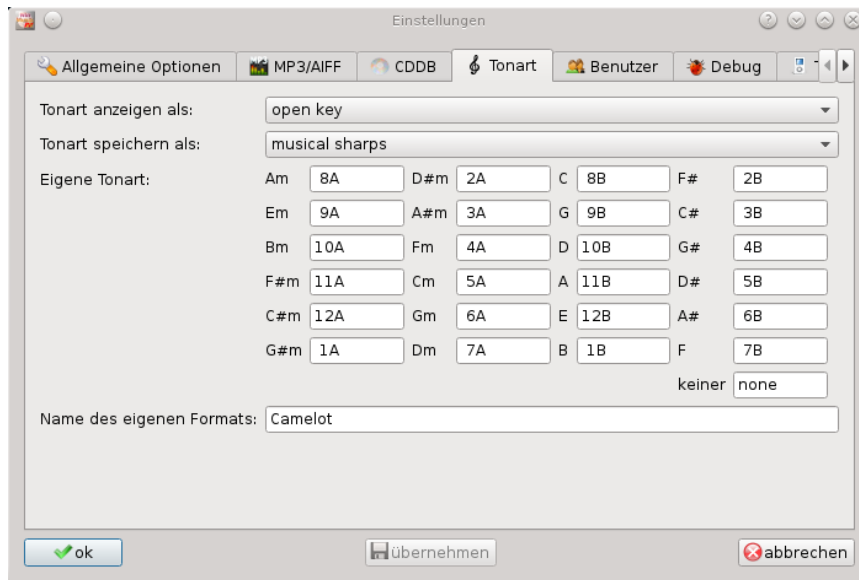 Einstellungen
Allgemeine Optionen MP3/AIFF CDDB Tonart Benutzer Debug
Tonart anzeigen als: open key
Tonart speichern als: musical sharps
Eigene Tonart: Am 8A D#m 2A C 8B F# 2B
Em 9A A#m 3A G 9B C# 3B
Bm 10A Fm 4A D 10B G# 4B
F#m 11A Cm 5A A 11B D# 5B
C#m 12A Gm 6A E 12B A# 6B
G#m 1A Dm 7A B 1B F 7B
keiner none
Name des eigenen Formats: Camelot
ok übernehmen abbrechen